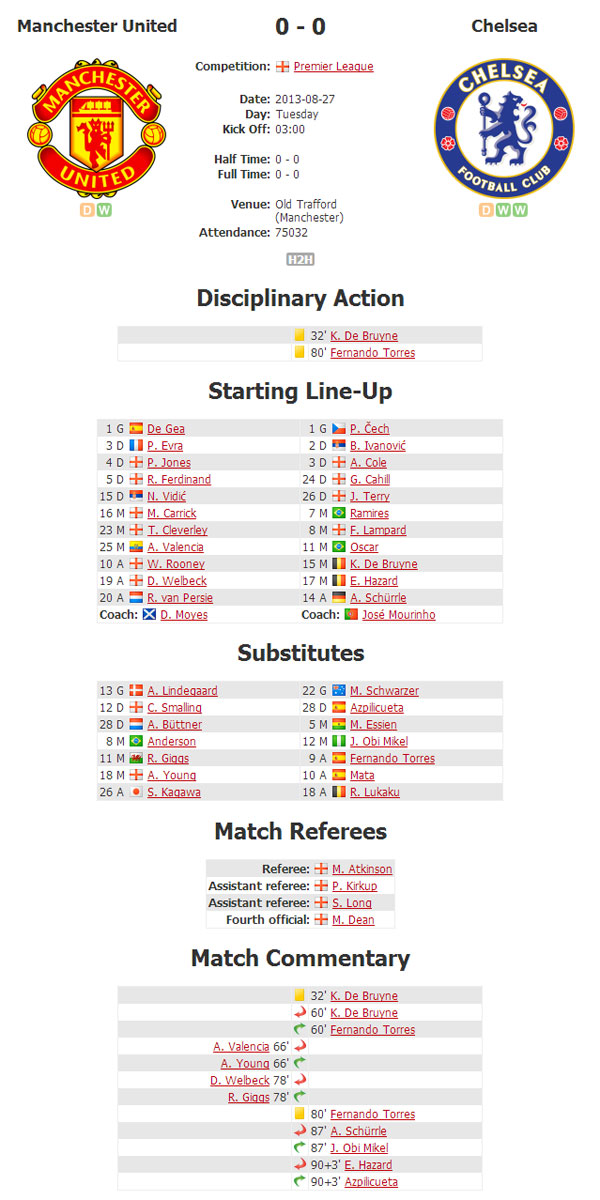 Manchester United 0 - 0 Chelsea
MANCHESTER UNITED
CHELSEA FOOTBALL CLUB
Competition: Premier League
Date: 2013-08-27
Day: Tuesday
Kick Off: 03:00
Half Time: 0 - 0
Full Time: 0 - 0
Venue: Old Trafford
(Manchester)
Attendance: 75032
D W
D W W
H2H
Disciplinary Action
32' K. De Bruyne
80' Fernando Torres
Starting Line-Up
1 G De Gea 1 G P. Čech
3 D P. Evra 2 D B. Ivanović
4 D P. Jones 3 D A. Cole
5 D R. Ferdinand 24 D G. Cahill
15 D N. Vidić 26 D J. Terry
16 M M. Carrick 7 M Ramires
23 M T. Cleverley 8 M F. Lampard
25 M A. Valencia 11 M Oscar
10 A W. Rooney 15 M K. De Bruyne
19 A D. Welbeck 17 M E. Hazard
20 A R. van Persie 14 A A. Schürrle
Coach: D. Moyes Coach: José Mourinho
Substitutes
13 G A. Lindegaard 22 G M. Schwarzer
12 D C. Smalling 28 D Azpilicueta
28 D A. Büttner 5 M M. Essien
8 M Anderson 12 M J. Obi Mikel
11 M R. Giggs 9 A Fernando Torres
18 M A. Young 10 A Mata
26 A S. Kagawa 18 A R. Lukaku
Match Referees
Referee: M. Atkinson
Assistant referee: P. Kirkup
Assistant referee: S. Long
Fourth official: M. Dean
Match Commentary
32' K. De Bruyne
60' K. De Bruyne
60' Fernando Torres
A. Valencia 66'
A. Young 66'
D. Welbeck 78'
R. Giggs 78'
80' Fernando Torres
87' A. Schürrle
87' J. Obi Mikel
90+3' E. Hazard
90+3' Azpilicueta